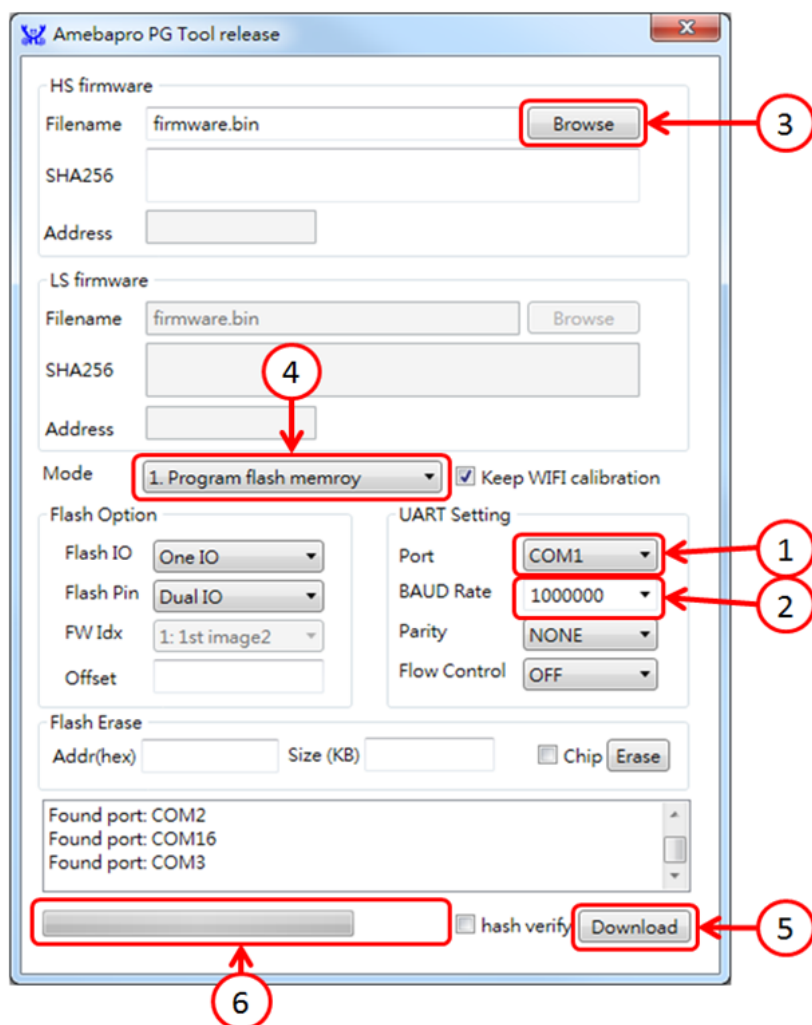 Amebapro PG Tool release
HS firmware
Filename firmware.bin Browse 3
SHA256
Address
LS firmware
Filename firmware.bin Browse
SHA256 4
Address
Mode 1. Program flash memroy Keep WIFI calibration
Flash Option
Flash IO One IO
Flash Pin Dual IO
FW Idx 1: 1st image2
Offset
UART Setting
Port COM1 1
BAUD Rate 1000000 2
Parity NONE
Flow Control OFF
Flash Erase
Addr(hex) Size (KB) Chip Erase
Found port: COM2
Found port: COM16
Found port: COM3
hash verify Download 5
6